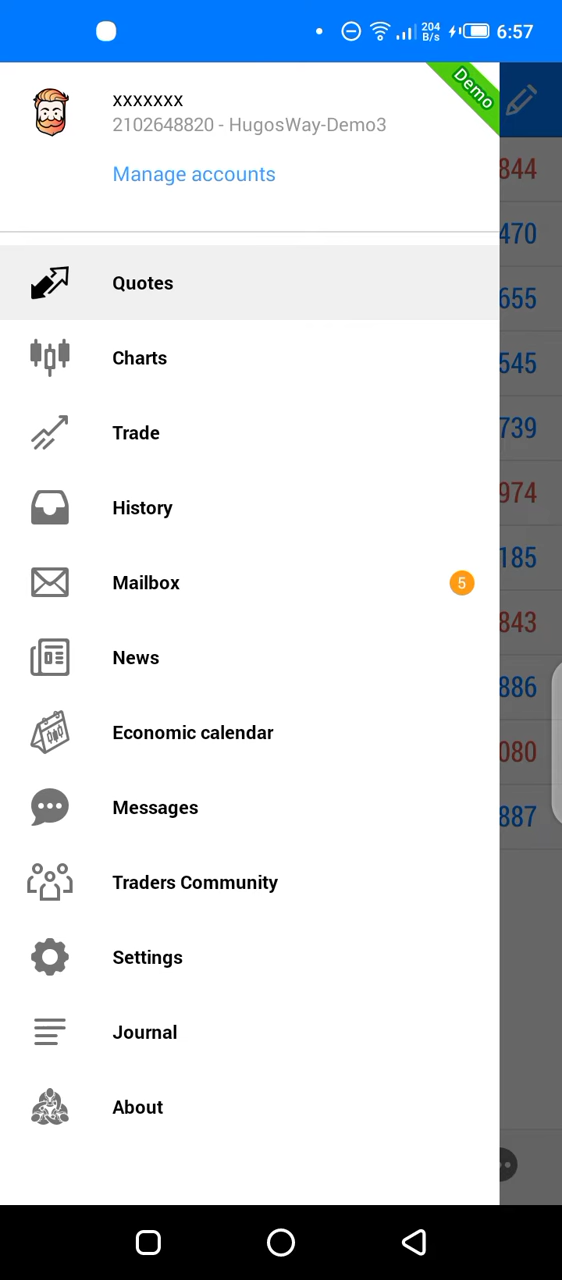 204
B/s
6:57
Demo
xxxxxxx
2102648820 - HugosWay-Demo3
Manage accounts
844
Quotes
470
655
Charts
545
Trade
739
974
History
185
Mailbox
5
843
News
886
Economic calendar
080
Messages
887
Traders Community
Settings
Journal
About